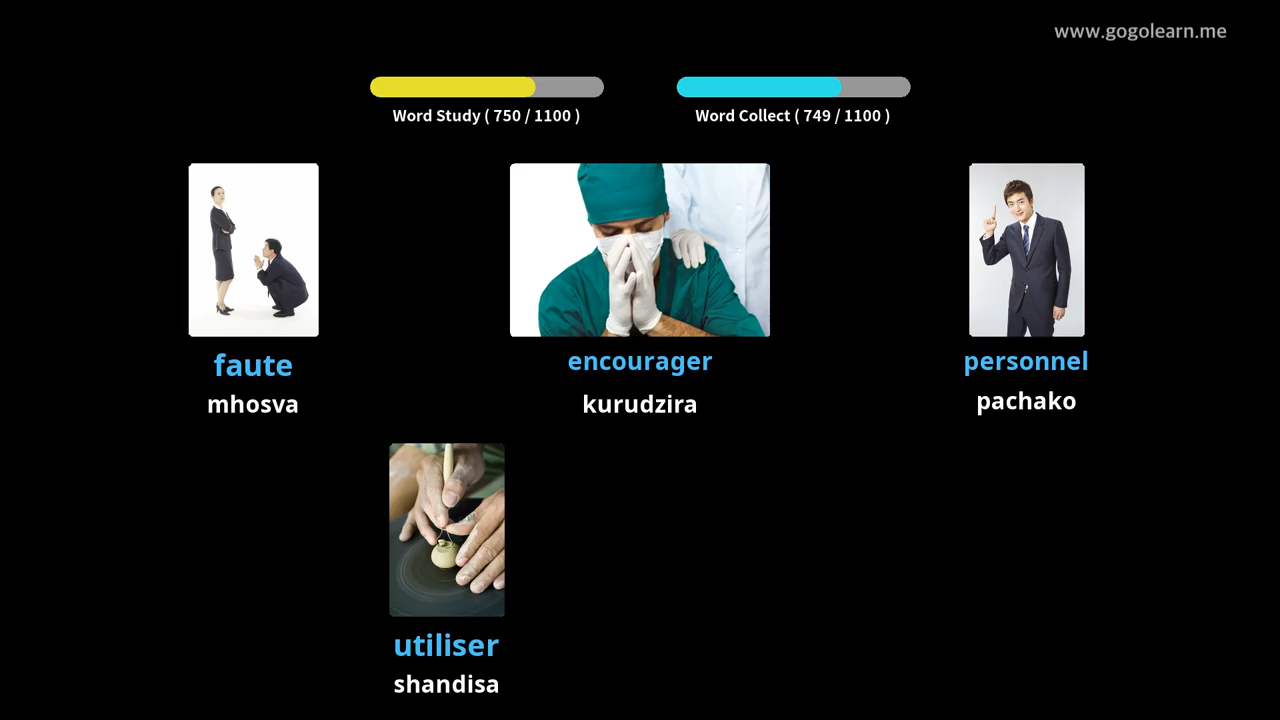 www.gogolearn.me
Word Study ( 750 / 1100 )
Word Collect ( 749 / 1100 )
faute
mhosva
encourager
kurudzira
personnel
pachako
utiliser
shandisa